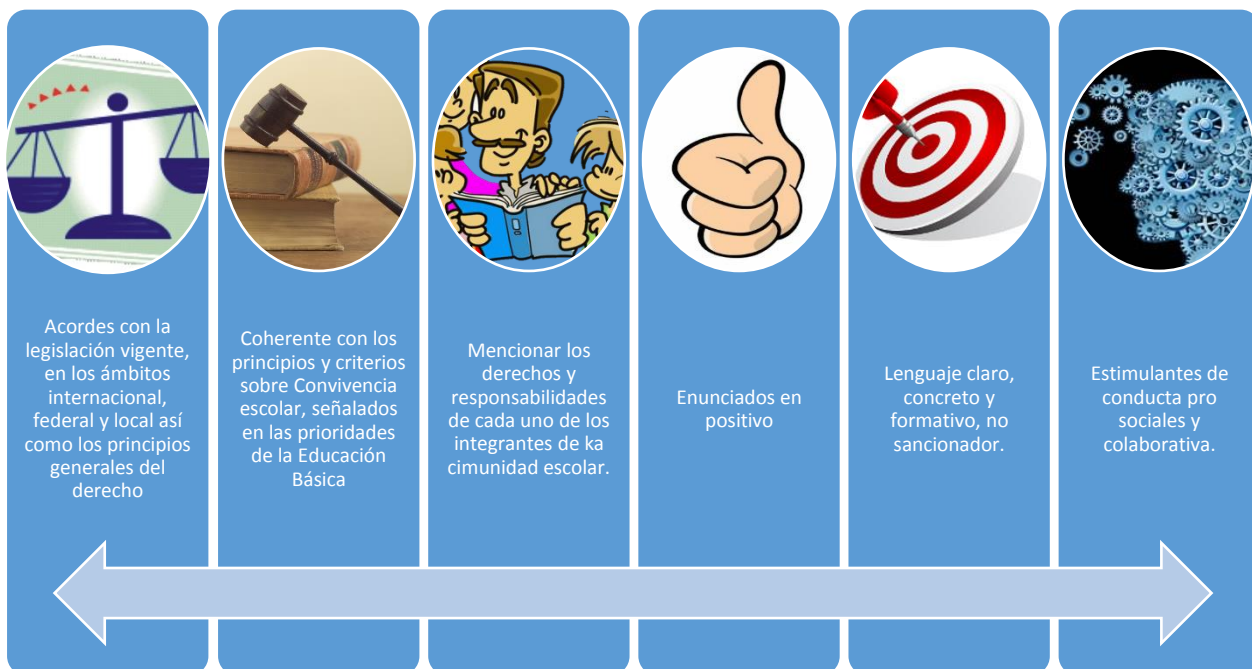 Acordes con la
legislación vigente,
en los ámbitos
internacional,
federal y local así
como los principios
generales del
derecho
Coherente con los
principios y criterios
sobre Convivencia
escolar, señalados
en las prioridades
de la Educación
Básica
Mencionar los
derechos y
responsabilidades
de cada uno de los
integrantes de ka
cimunidad escolar.
Enunciados en
positivo
Lenguaje claro,
concreto y
formativo, no
sancionador.
Estimulantes de
conducta pro
sociales y
colaborativa.